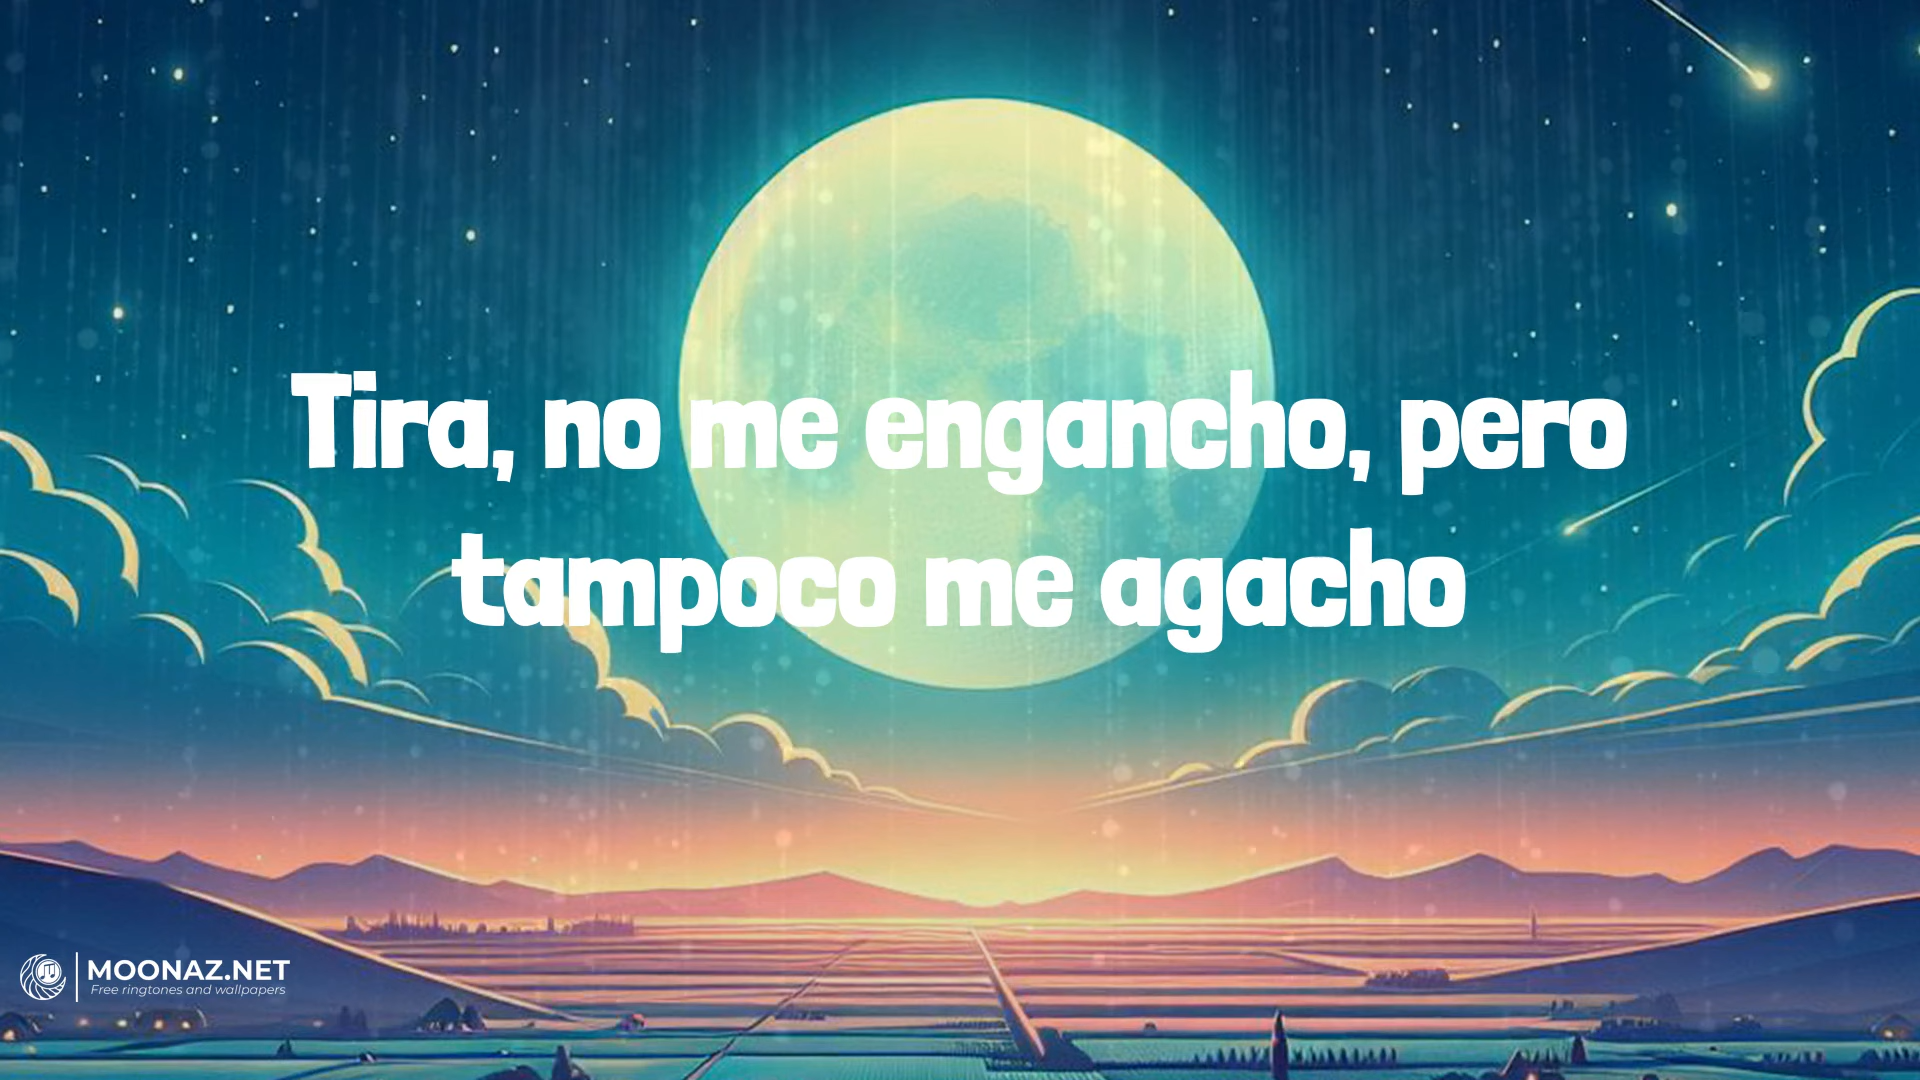 Tira, no me engancho, pero
tampoco me agacho
MOONAZ.NET
Free ringtones and wallpapers